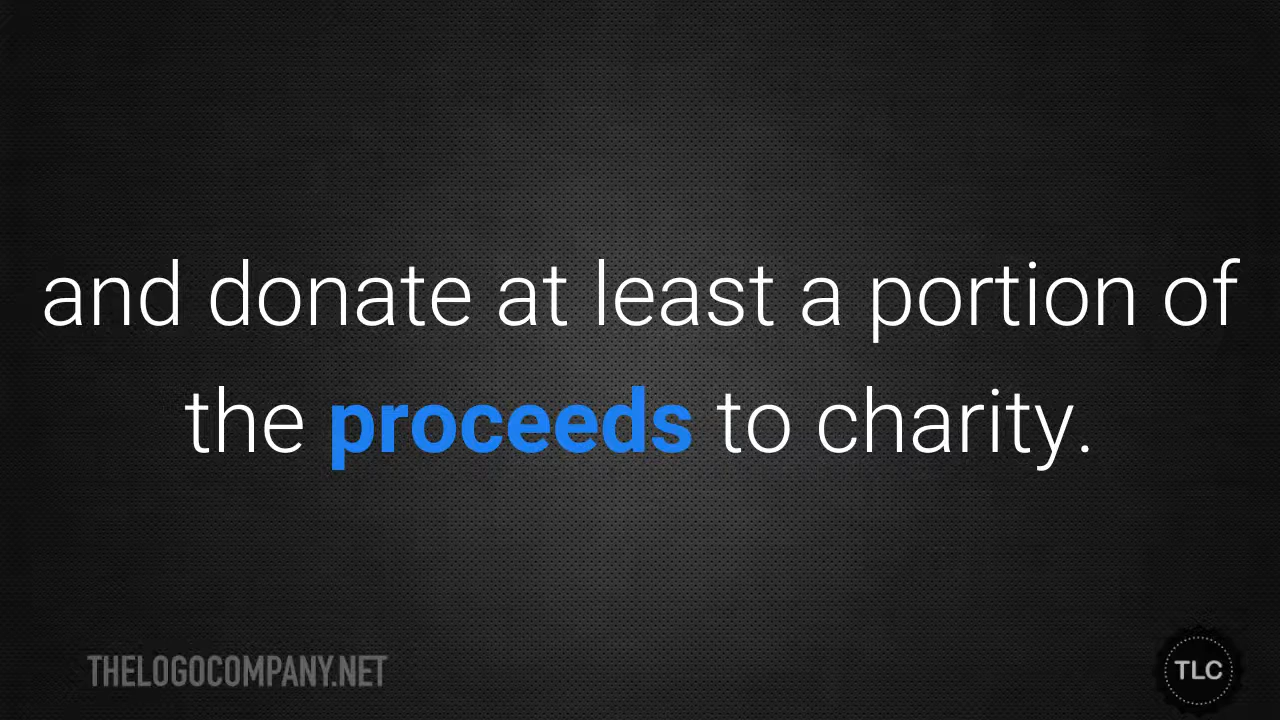 and donate at least a portion of
the proceeds to charity.
THELOGOCOMPANY.NET
TLC